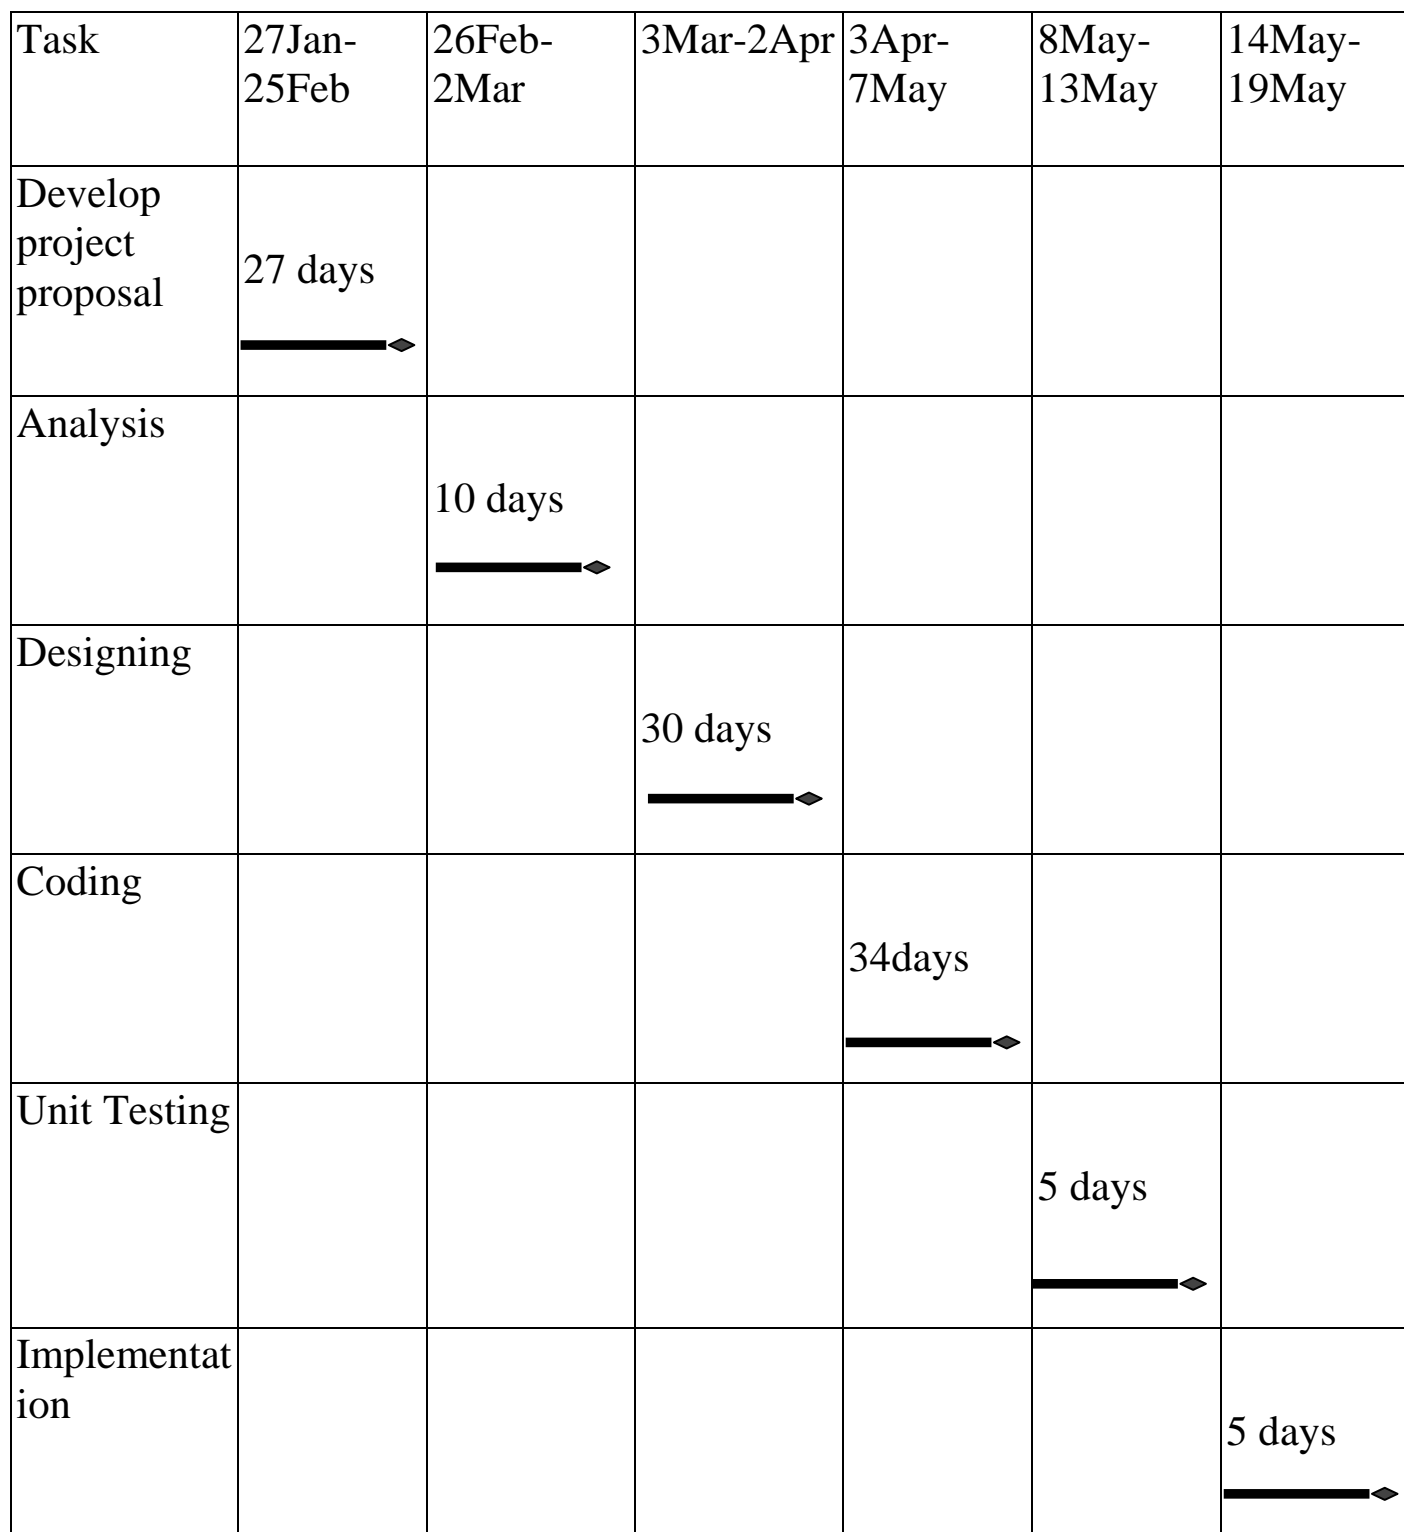 Task
27Jan-
25Feb
26Feb-
2Mar
3Mar-2Apr
3Apr-
7May
8May-
13May
14May-
19May
Develop
project
proposal
27 days
Analysis
10 days
Designing
30 days
Coding
34days
Unit Testing
5 days
Implementat
ion
5 days